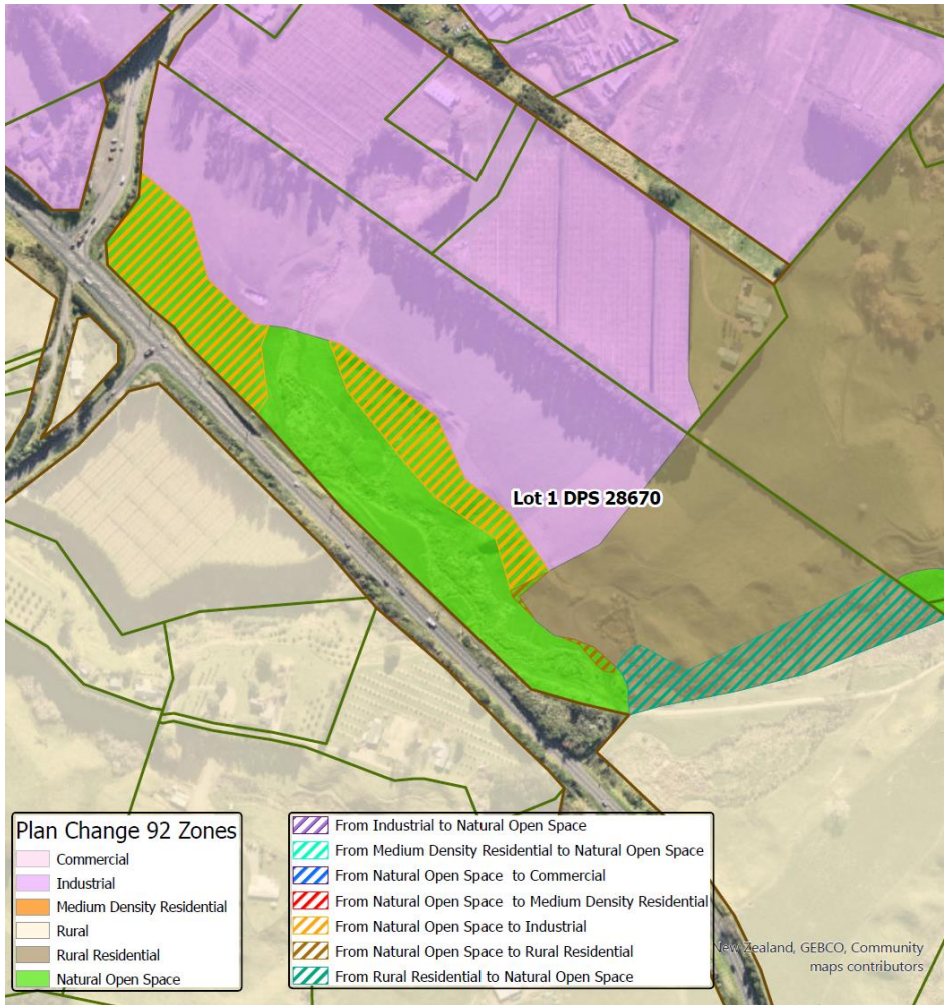 Lot 1 DPS 28670
Plan Change 92 Zones
Commercial
Industrial
Medium Density Residential
Rural
Rural Residential
Natural Open Space
From Industrial to Natural Open Space
From Medium Density Residential to Natural Open Space
From Natural Open Space to Commercial
From Natural Open Space to Medium Density Residential
From Natural Open Space to Industrial
From Natural Open Space to Rural Residential
From Rural Residential to Natural Open Space
New Zealand, GEBCO, Community
maps contributors